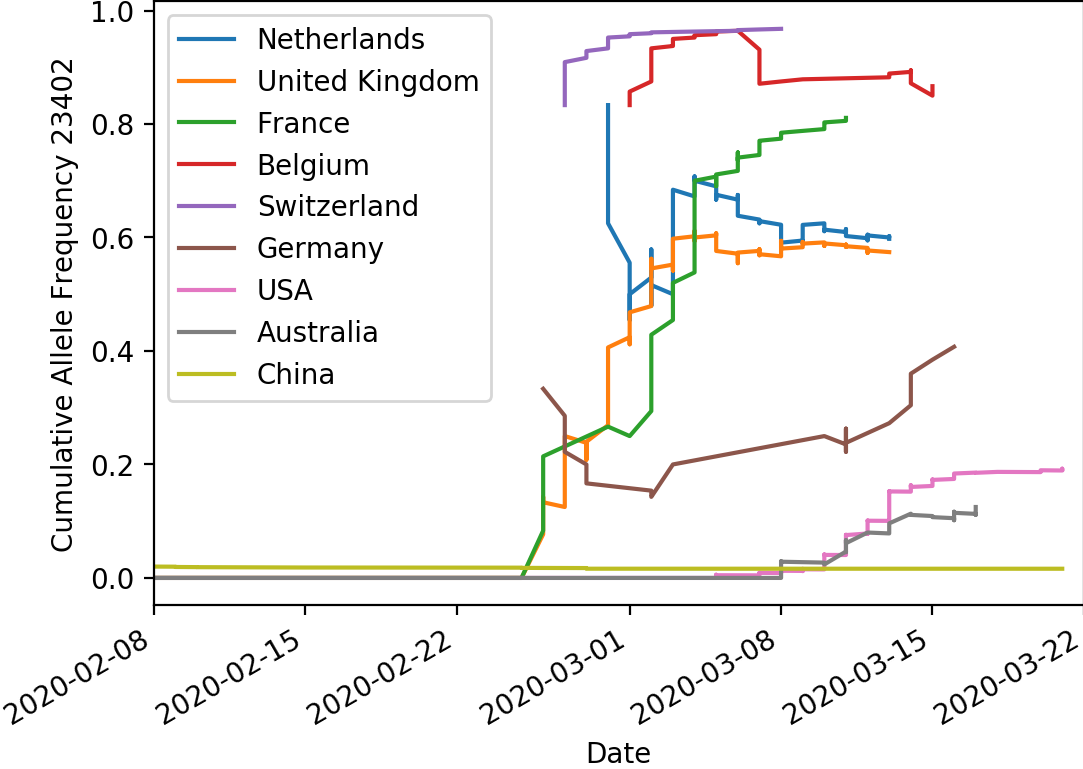 Cumulative Allele Frequency 23402
1.0
0.8
0.6
0.4
0.2
0.0
Netherlands
United Kingdom
France
Belgium
Switzerland
Germany
USA
Australia
China
2020-02-08
2020-02-15
2020-02-22
2020-03-01
2020-03-08
2020-03-15
2020-03-22
Date